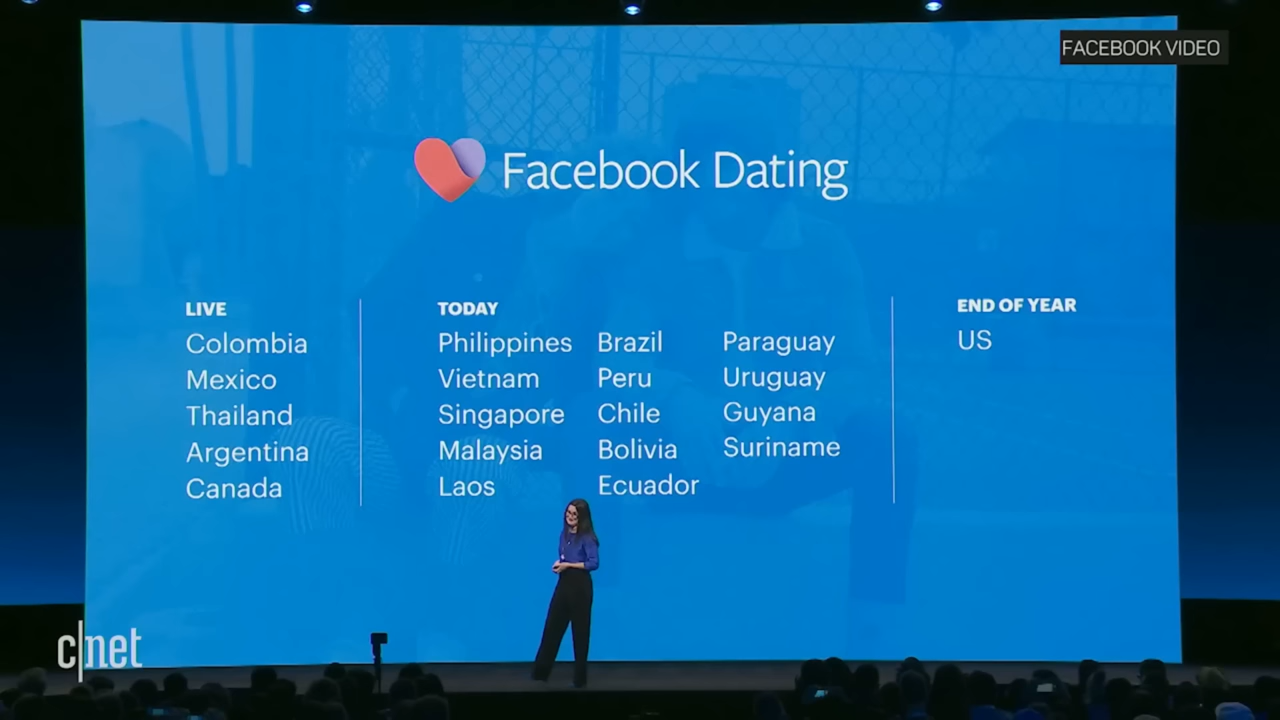 FACEBOOK VIDEO
Facebook Dating
LIVE
Colombia
Mexico
Thailand
Argentina
Canada
TODAY
Philippines
Vietnam
Singapore
Malaysia
Laos
Brazil
Peru
Chile
Bolivia
Ecuador
Paraguay
Uruguay
Guyana
Suriname
END OF YEAR
US
c|net